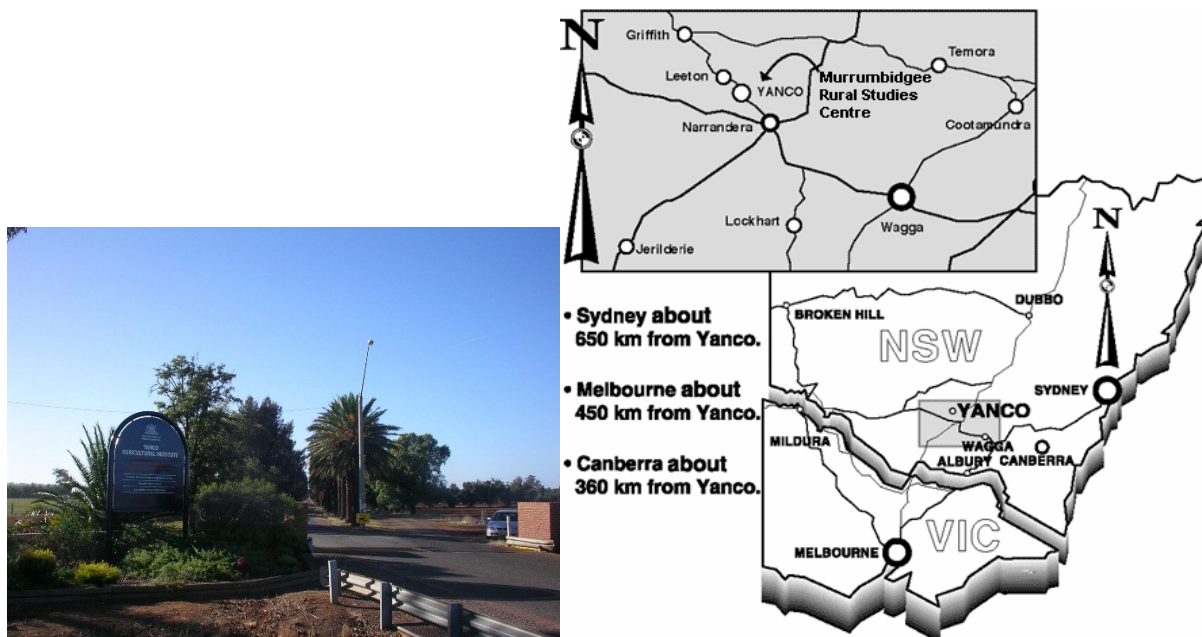 YANCO
AGRICULTURAL INSTITUTE
N
Griffith
Temora
Leeton
YANCO
Murrumbidgee
Rural Studies
Centre
Narrandera
Cootamundra
Lockhart
Wagga
Jerilderie
N
• Sydney about
650 km from Yanco.
• Melbourne about
450 km from Yanco.
• Canberra about
360 km from Yanco.
DUBBO
BROKEN HILL
NSW
SYDNEY
YANCO
MILDURA
WAGGA
ALBURY
CANBERRA
MELBOURNE
VIC